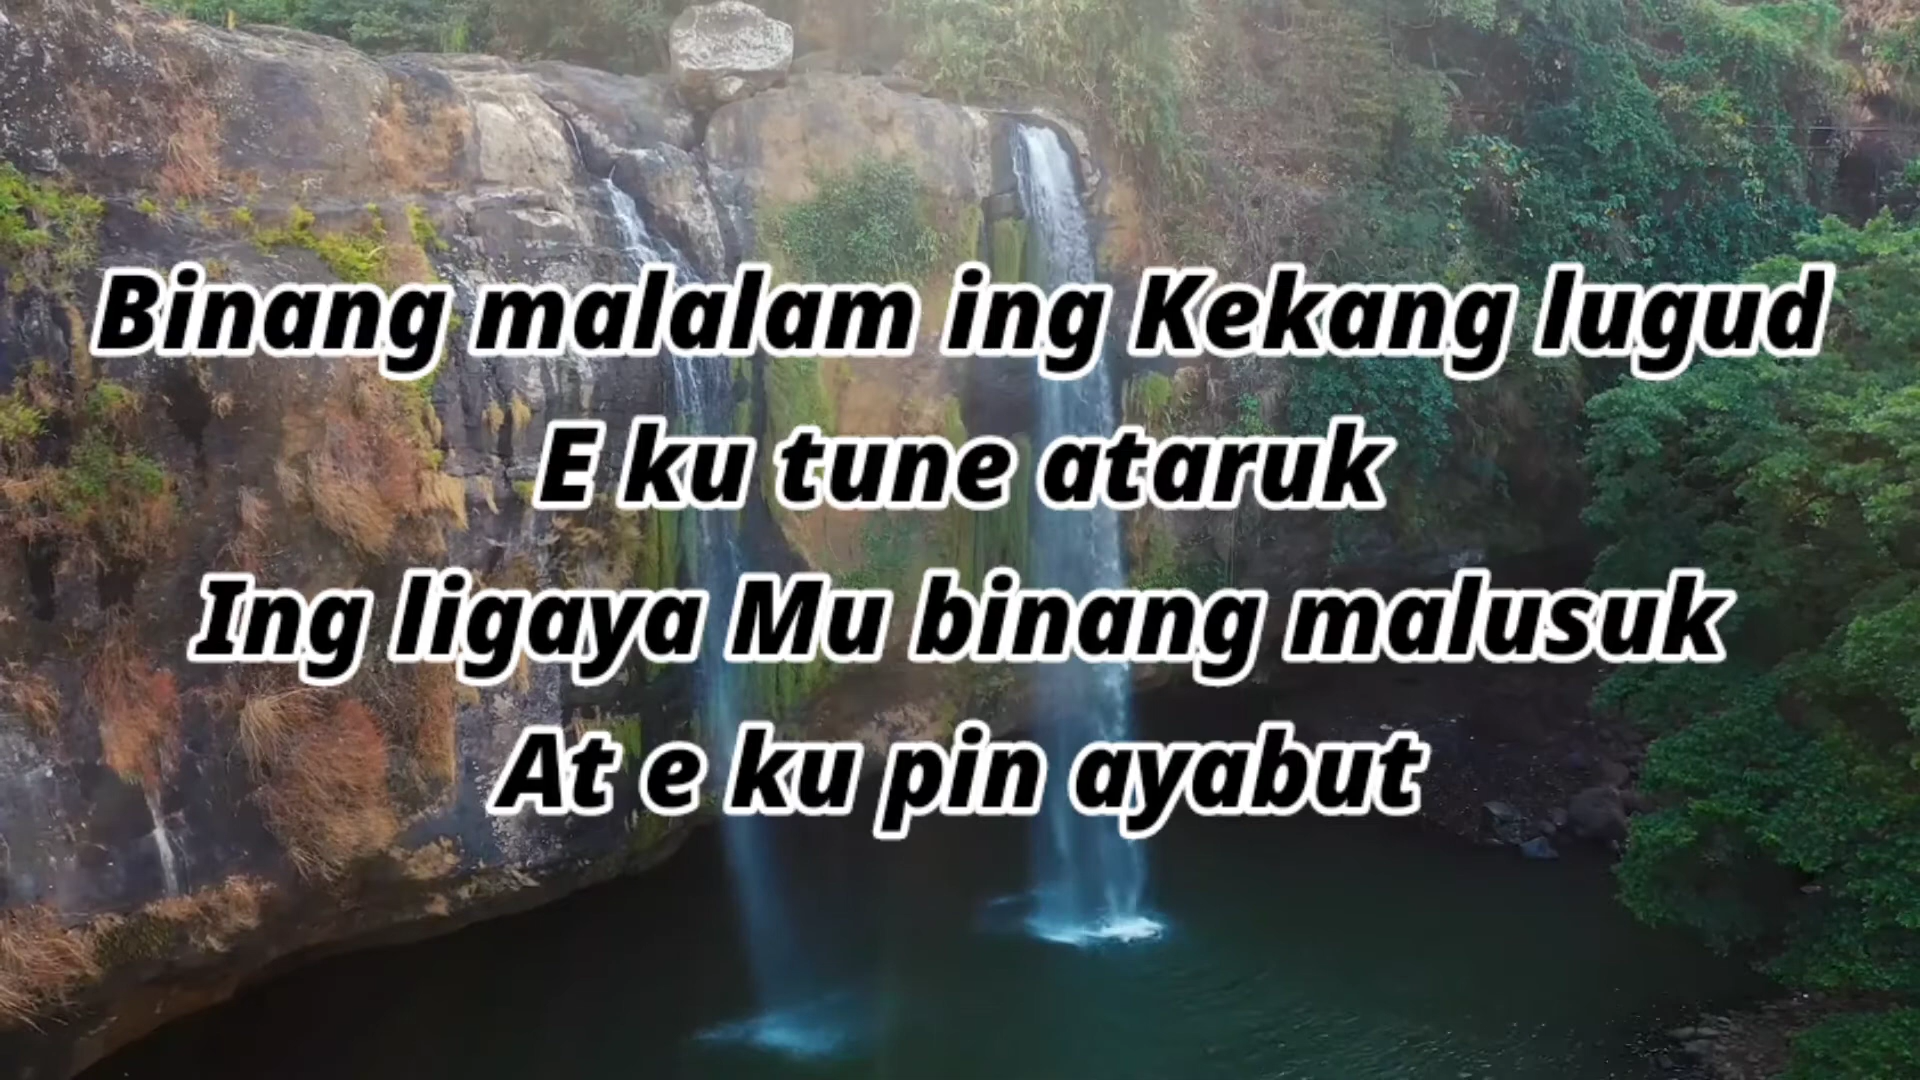 Binang malalam ing Kekang lugud
E ku tune ataruk
Ing ligaya Mu binang malusuk
At e ku pin ayabut